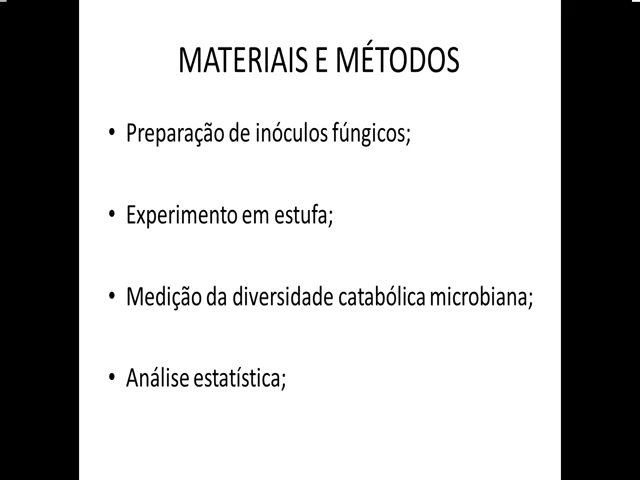 MATERIAIS E MÉTODOS
• Preparação de inóculos fúngicos;
• Experimento em estufa;
• Medição da diversidade catabólica microbiana;
• Análise estatística;